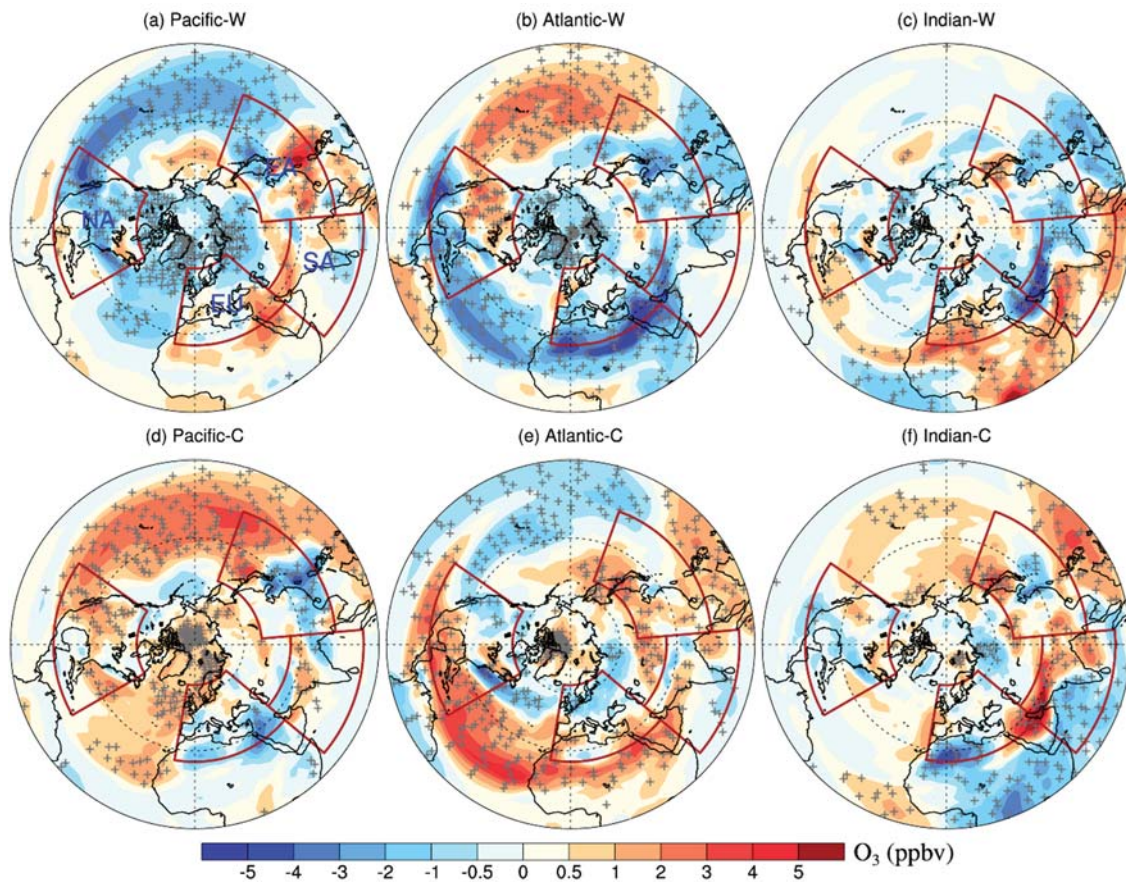 (a) Pacific-W
(b) Atlantic-W
(c) Indian-W
EA
NA
SA
EU
(d) Pacific-C
(e) Atlantic-C
(f) Indian-C
-5 -4 -3 -2 -1 -0.5 0 0.5 1 2 3 4 5
O₃ (ppbv)